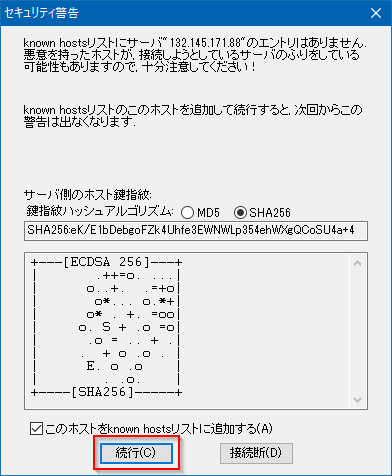 セキュリティ警告
known hostsリストにサーバ"132.145.171.88"のエントリはありません.
悪意を持ったホストが, 接続しようとしているサーバのふりをしている
可能性もありますので, 十分注意してください!
known hostsリストのこのホストを追加して続行すると, 次回からこの
警告は出なくなります.
サーバ側のホスト鍵指紋:
鍵指紋ハッシュアルゴリズム: MD5 SHA256
SHA256:eK/E1bDebgoFZk4Uhfe3EWNWLp354ehWXgQCoSU4a+4
+---[ECDSA 256]---+
|        .++=o. ...|
|       o..+.  .=+o|
|        o*... o.*+|
|       o* . +. =oo|
|      o. S + .o =o|
|       .o = .. + .|
|      .  + o .o . |
|       E. o .o    |
|         . .o.    |
+----[SHA256]-----+
このホストをknown hostsリストに追加する(A)
続行(C) 接続断(D)